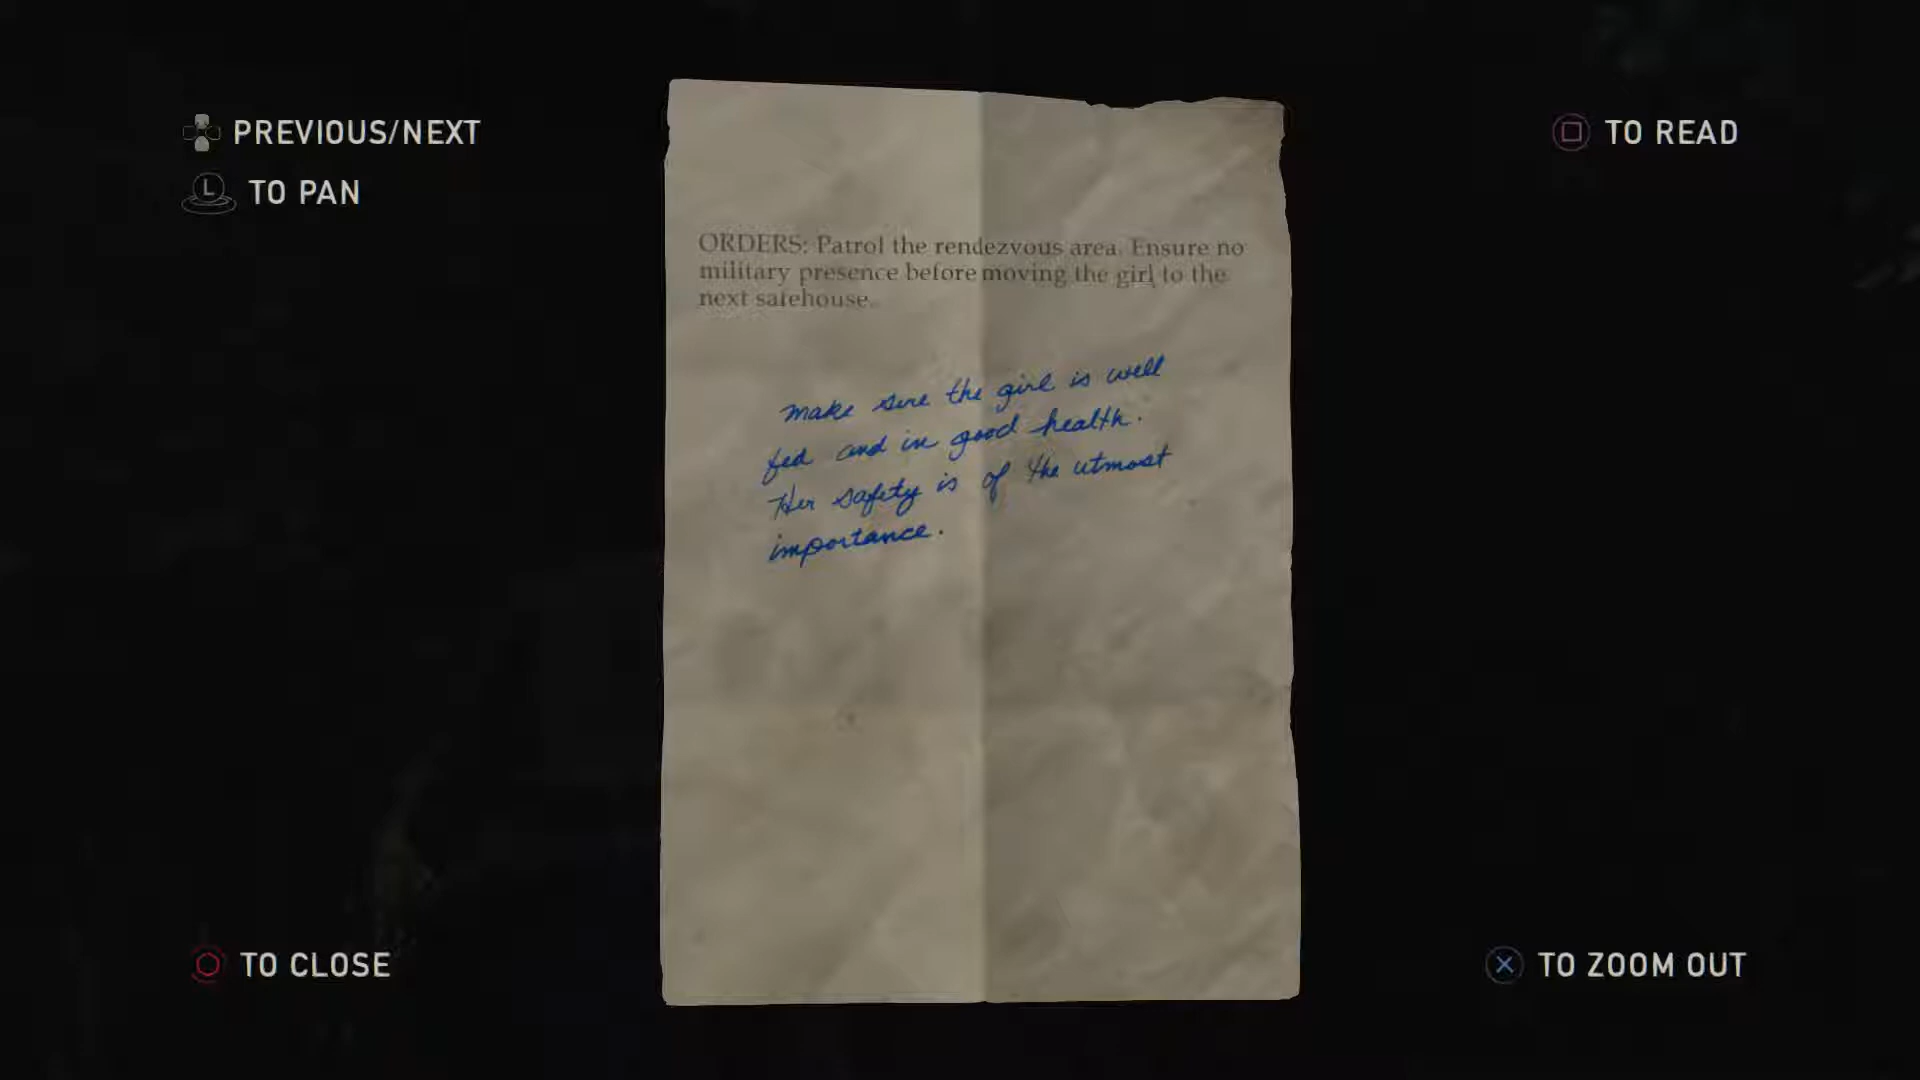 PREVIOUS/NEXT
L TO PAN
TO READ
ORDERS: Patrol the rendezvous area. Ensure no
military presence before moving the girl to the
next safehouse.
make sure the girl is well
fed and in good health.
Her safety is of the utmost
importance.
TO CLOSE
TO ZOOM OUT